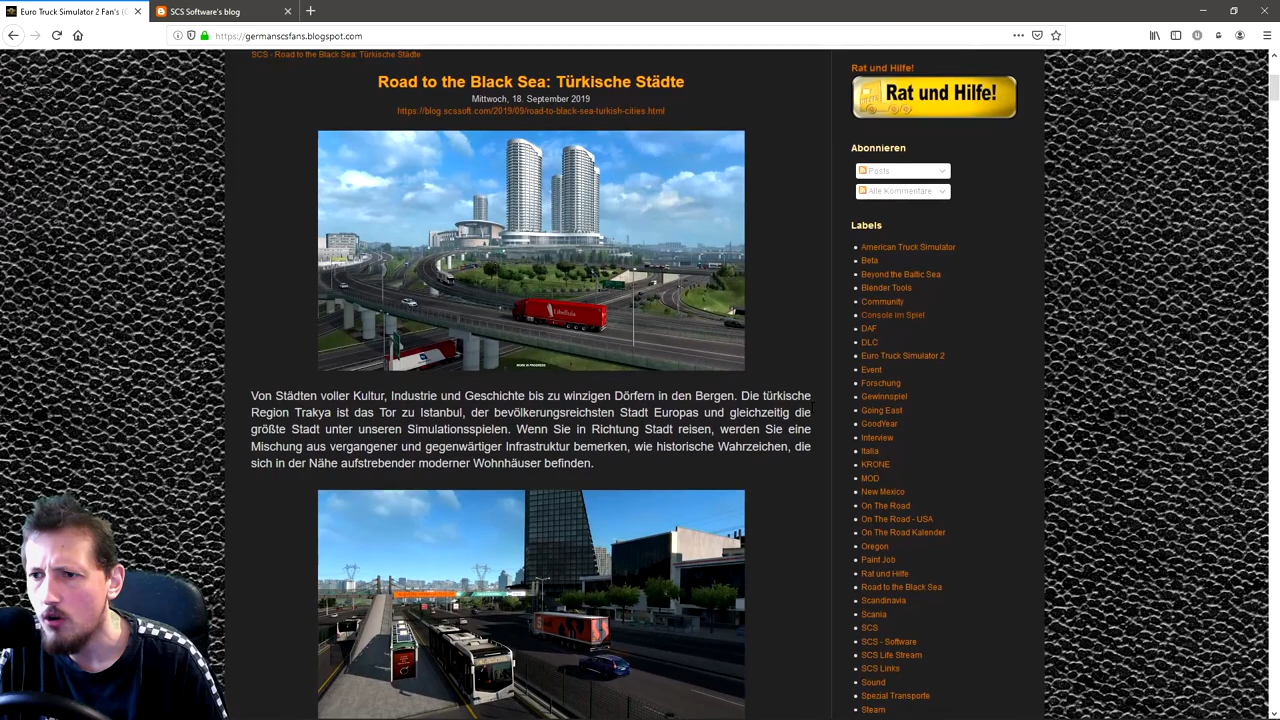 Euro Truck Simulator 2 Fan's (
SCS Software's blog
https://germanscsfans.blogspot.com
SCS - Road to the Black Sea: Türkische Städte
Road to the Black Sea: Türkische Städte
Mittwoch, 18. September 2019
https://blog.scssoft.com/2019/09/road-to-black-sea-turkish-cities.html
Libellula
WORK IN PROGRESS
Von Städten voller Kultur, Industrie und Geschichte bis zu winzigen Dörfern in den Bergen. Die türkische
Region Trakya ist das Tor zu Istanbul, der bevölkerungsreichsten Stadt Europas und gleichzeitig die
größte Stadt unter unseren Simulationsspielen. Wenn Sie in Richtung Stadt reisen, werden Sie eine
Mischung aus vergangener und gegenwärtiger Infrastruktur bemerken, wie historische Wahrzeichen, die
sich in der Nähe aufstrebender moderner Wohnhäuser befinden.
Rat und Hilfe!
Rat und Hilfe!
Abonnieren
Posts
Alle Kommentare
Labels
American Truck Simulator
Beta
Beyond the Baltic Sea
Blender Tools
Community
Console im Spiel
DAF
DLC
Euro Truck Simulator 2
Event
Forschung
Gewinnspiel
Going East
GoodYear
Interview
Italia
KRONE
MOD
New Mexico
On The Road
On The Road - USA
On The Road Kalender
Oregon
Paint Job
Rat und Hilfe
Road to the Black Sea
Scandinavia
Scania
SCS
SCS - Software
SCS Life Stream
SCS Links
Sound
Spezial Transporte
Steam